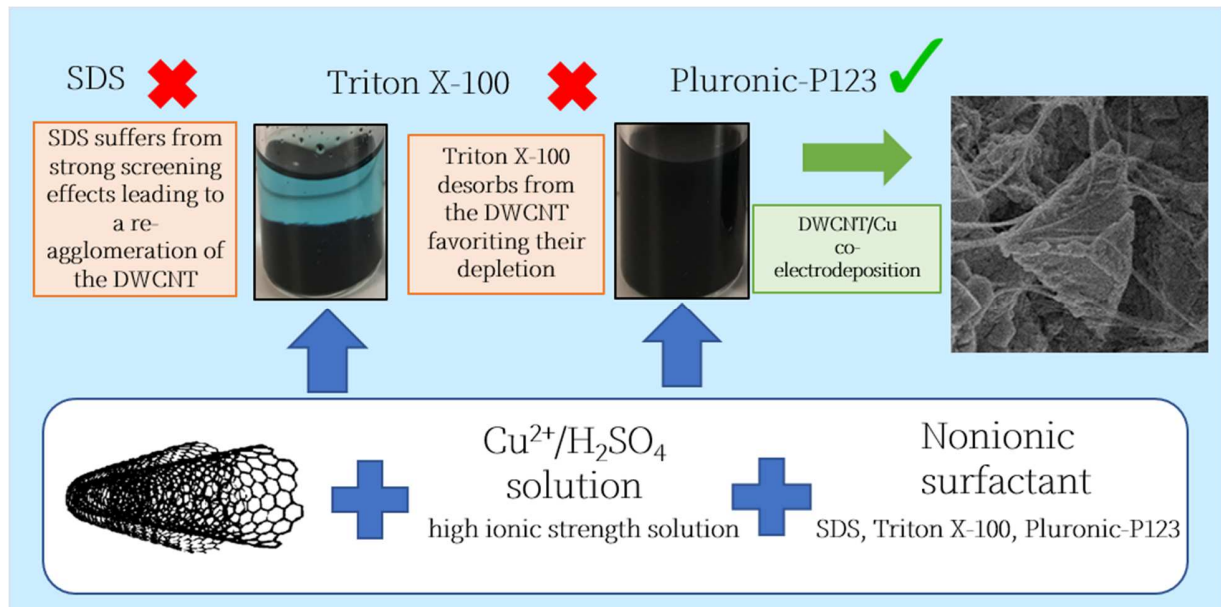 SDS
Triton X-100
Pluronic-P123
SDS suffers from
strong screening
effects leading to
a re-
agglomeration of
the DWCNT
Triton X-100
desorbs from
the DWCNT
favoriting their
depletion
DWCNT/Cu
co-
electrodeposition
Cu²⁺/H₂SO₄
solution
high ionic strength solution
Nonionic
surfactant
SDS, Triton X-100, Pluronic-P123